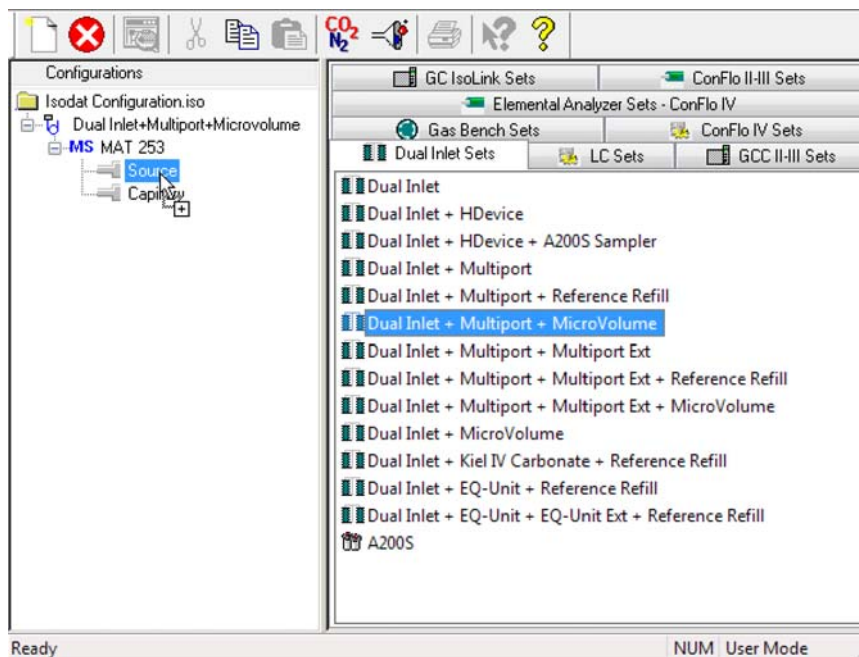 CO2 N2
Configurations
Isodat Configuration.iso
Dual Inlet+Multiport+Microvolume
MS MAT 253
Source
GC IsoLink Sets
ConFlo II-III Sets
Elemental Analyzer Sets - ConFlo IV
Gas Bench Sets
ConFlo IV Sets
Dual Inlet Sets
LC Sets
GCC II-III Sets
Dual Inlet
Dual Inlet + HDevice
Dual Inlet + HDevice + A200S Sampler
Dual Inlet + Multiport
Dual Inlet + Multiport + Reference Refill
Dual Inlet + Multiport + MicroVolume
Dual Inlet + Multiport + Multiport Ext
Dual Inlet + Multiport + Multiport Ext + Reference Refill
Dual Inlet + Multiport + Multiport Ext + MicroVolume
Dual Inlet + MicroVolume
Dual Inlet + Kiel IV Carbonate + Reference Refill
Dual Inlet + EQ-Unit + Reference Refill
Dual Inlet + EQ-Unit + EQ-Unit Ext + Reference Refill
A200S
Ready
NUM User Mode